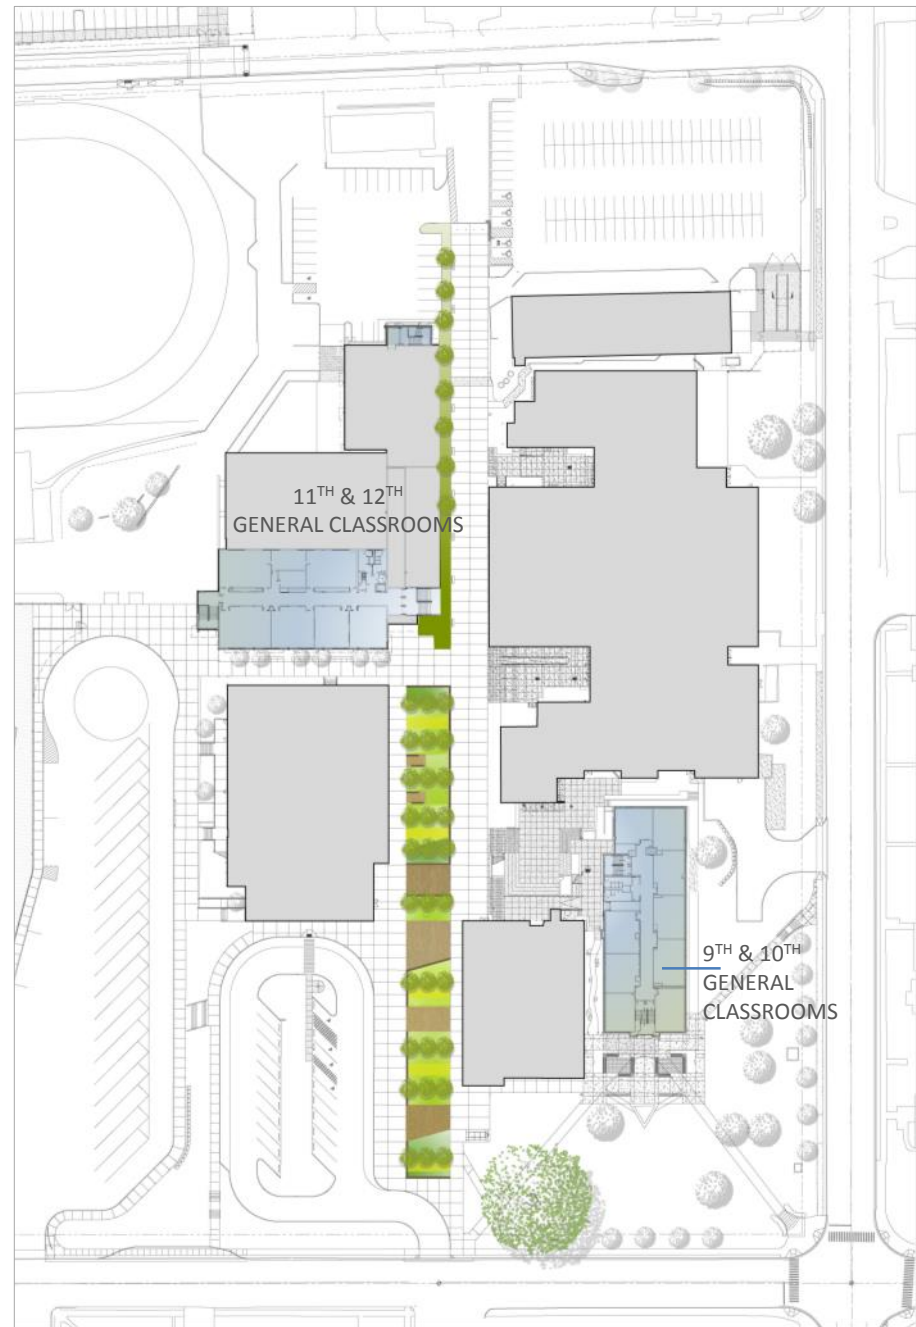 11TH & 12TH
GENERAL CLASSROOMS
9TH & 10TH
GENERAL
CLASSROOMS